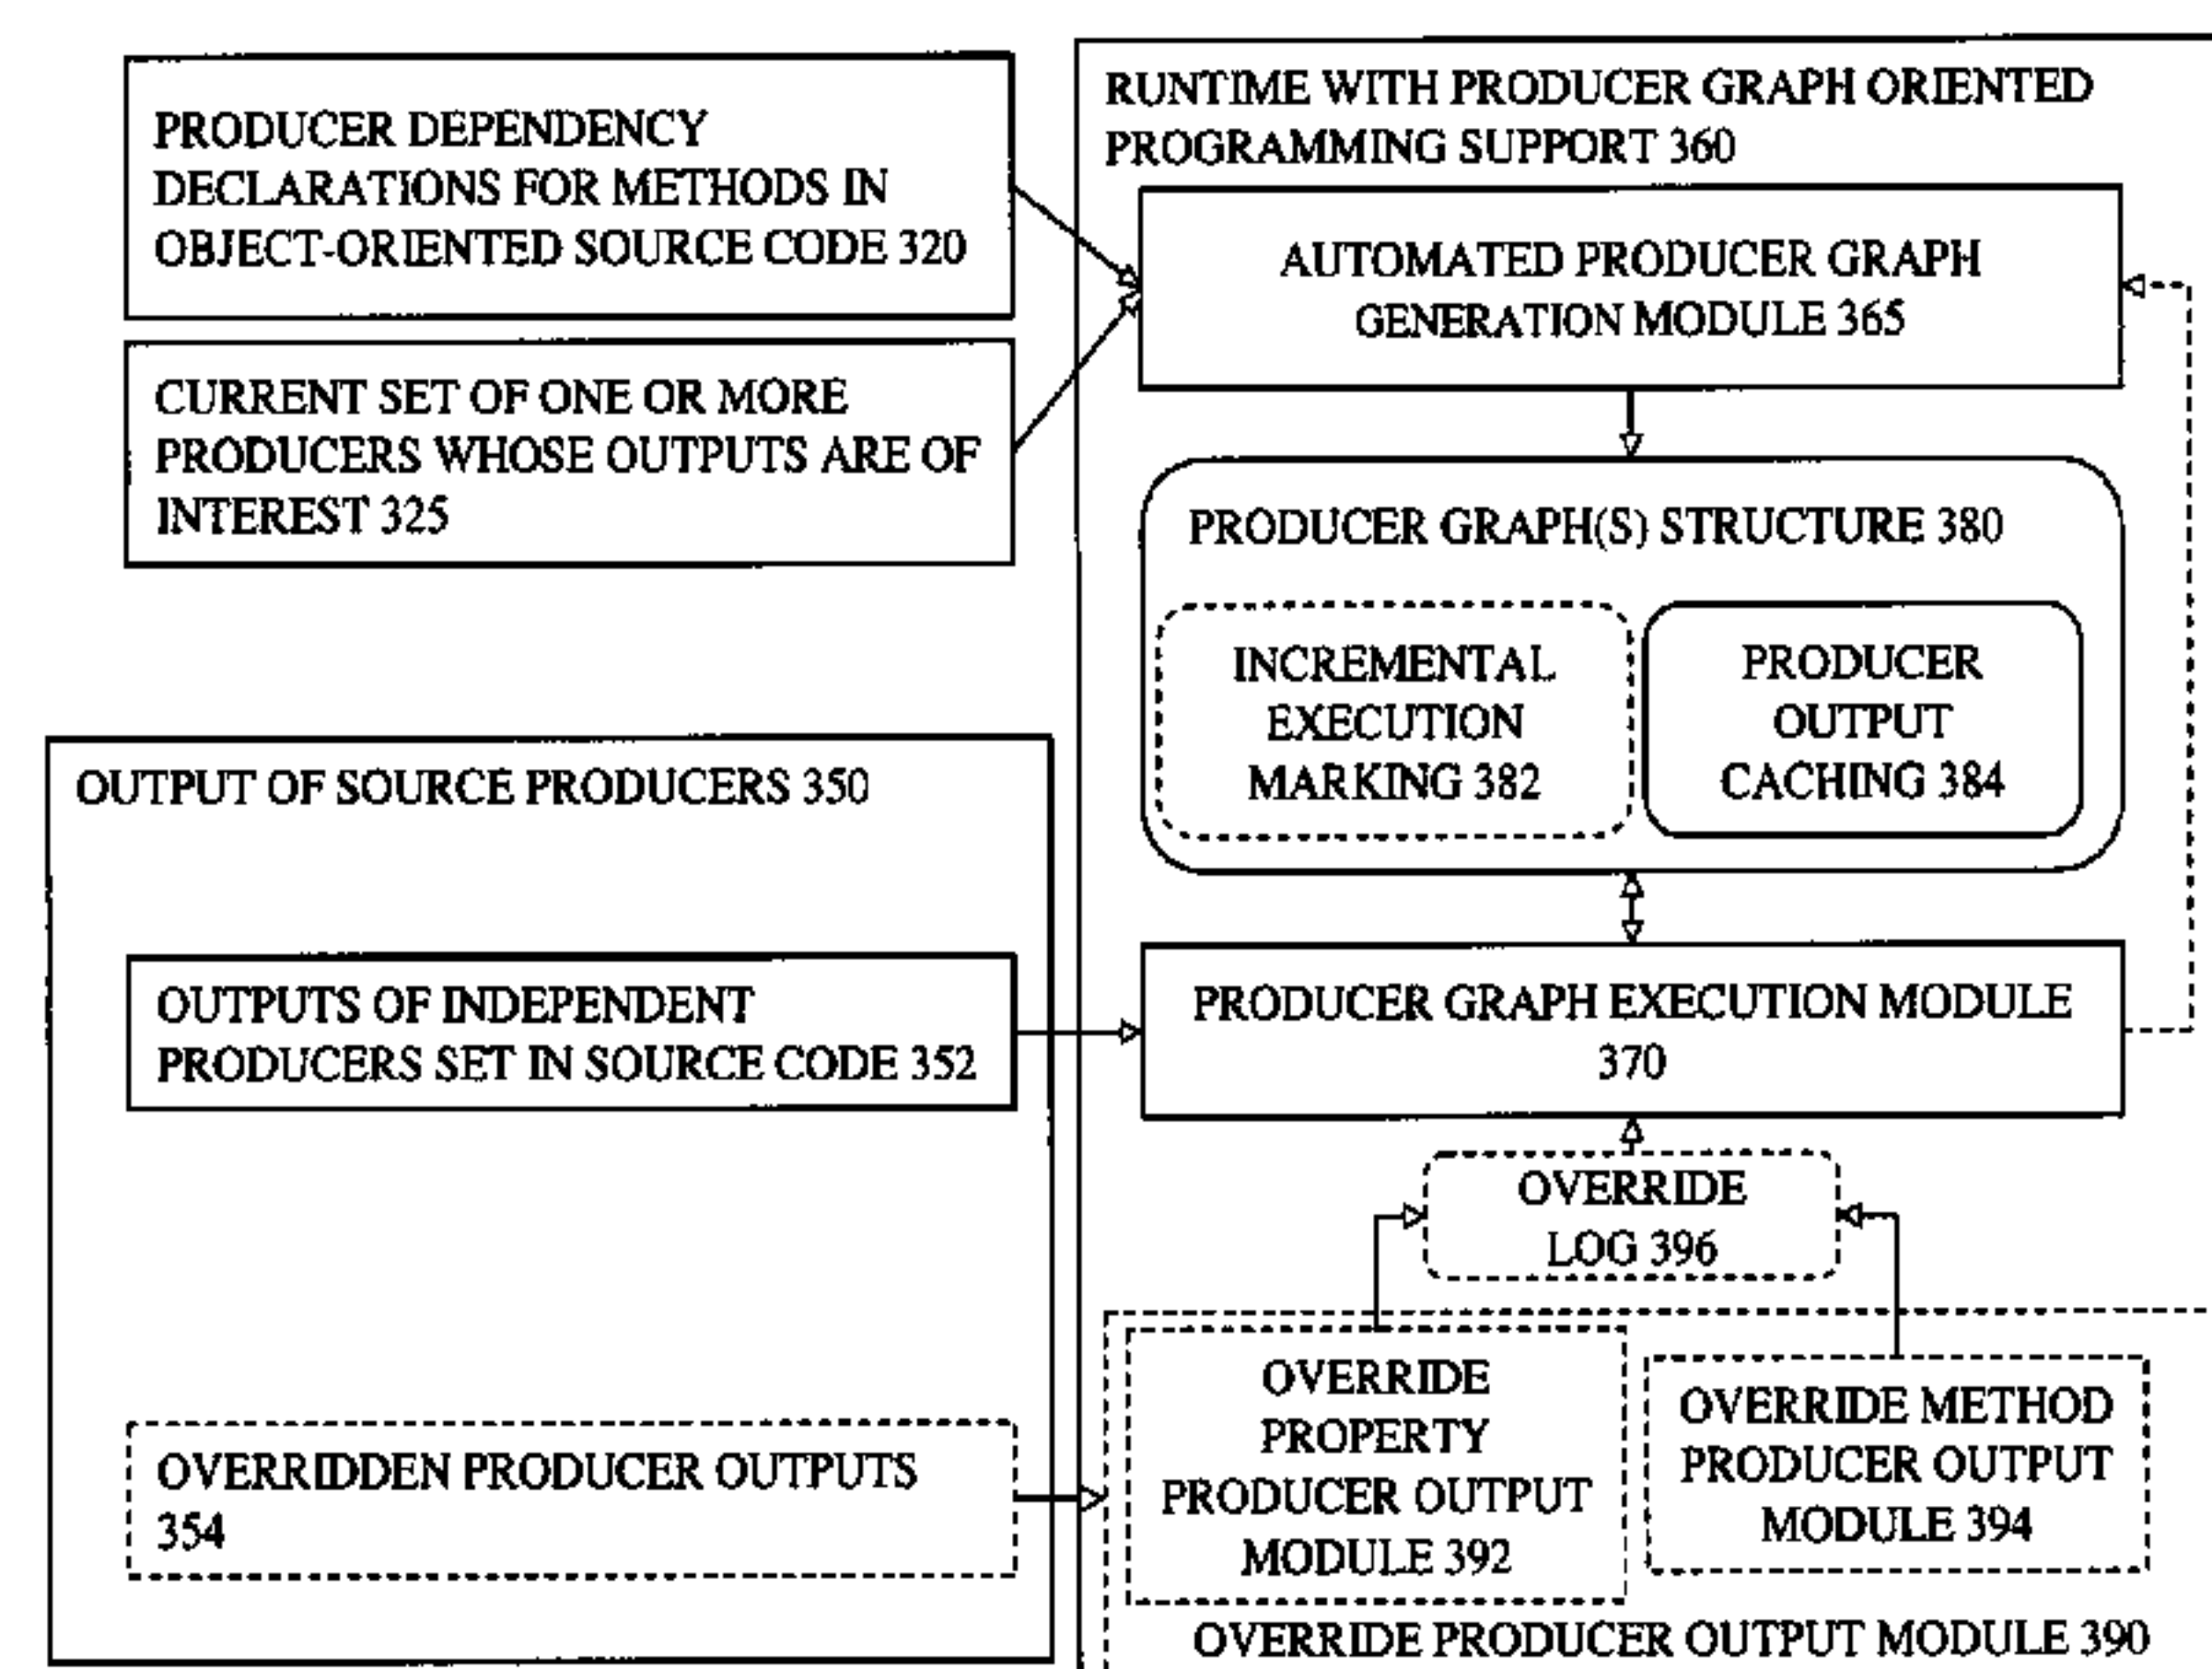 PRODUCER DEPENDENCY
DECLARATIONS FOR METHODS IN
OBJECT-ORIENTED SOURCE CODE 320
CURRENT SET OF ONE OR MORE
PRODUCERS WHOSE OUTPUTS ARE OF
INTEREST 325
OUTPUT OF SOURCE PRODUCERS 350
OUTPUTS OF INDEPENDENT
PRODUCERS SET IN SOURCE CODE 352
OVERRIDDEN PRODUCER OUTPUTS
354
RUNTIME WITH PRODUCER GRAPH ORIENTED
PROGRAMMING SUPPORT 360
AUTOMATED PRODUCER GRAPH
GENERATION MODULE 365
PRODUCER GRAPH(S) STRUCTURE 380
INCREMENTAL
EXECUTION
MARKING 382
PRODUCER
OUTPUT
CACHING 384
PRODUCER GRAPH EXECUTION MODULE
370
OVERRIDE
LOG 396
OVERRIDE
PROPERTY
PRODUCER OUTPUT
MODULE 392
OVERRIDE METHOD
PRODUCER OUTPUT
MODULE 394
OVERRIDE PRODUCER OUTPUT MODULE 390